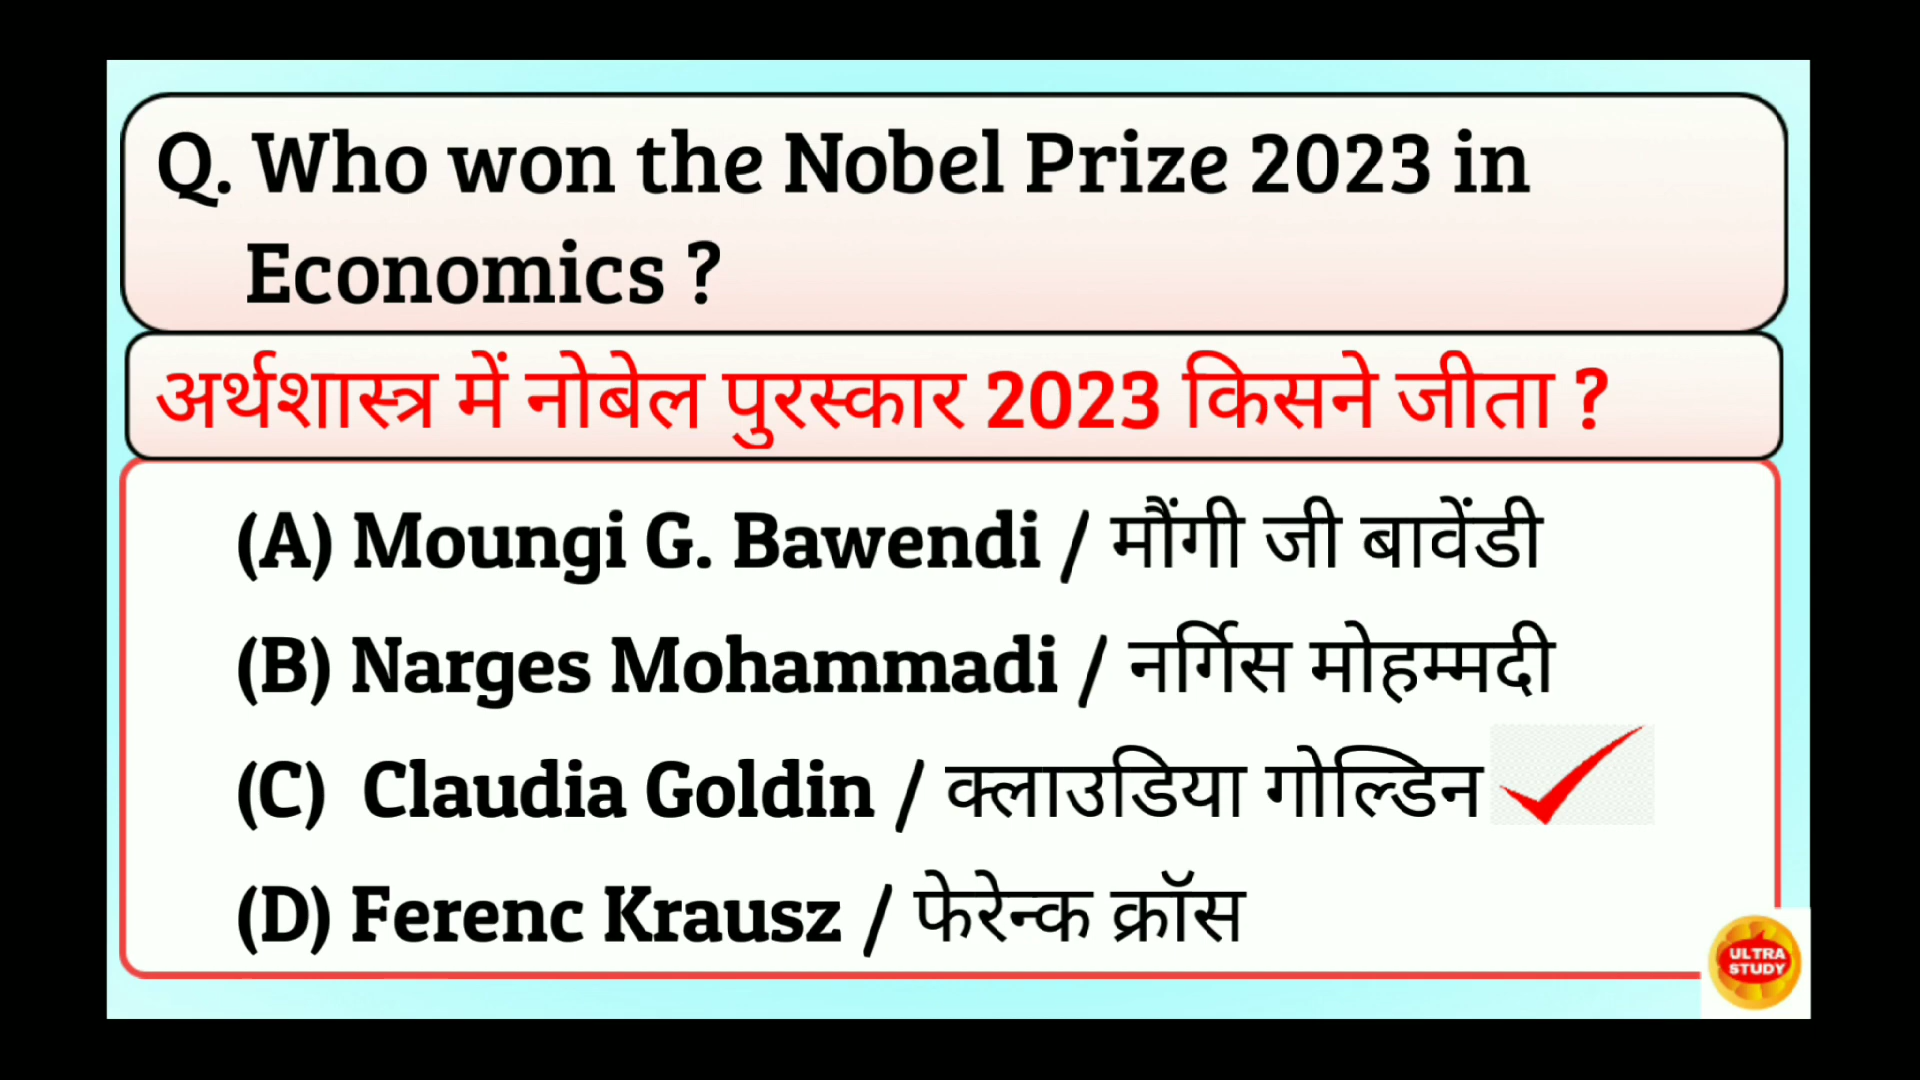 Q. Who won the Nobel Prize 2023 in
Economics ?
अर्थशास्त्र में नोबेल पुरस्कार 2023 किसने जीता ?
(A) Moungi G. Bawendi / मौंगी जी बावेंडी
(B) Narges Mohammadi / नर्गिस मोहम्मदी
(C) Claudia Goldin / क्लाउडिया गोल्डिन
(D) Ferenc Krausz / फेरेन्क क्रॉस
ULTRA
STUDY